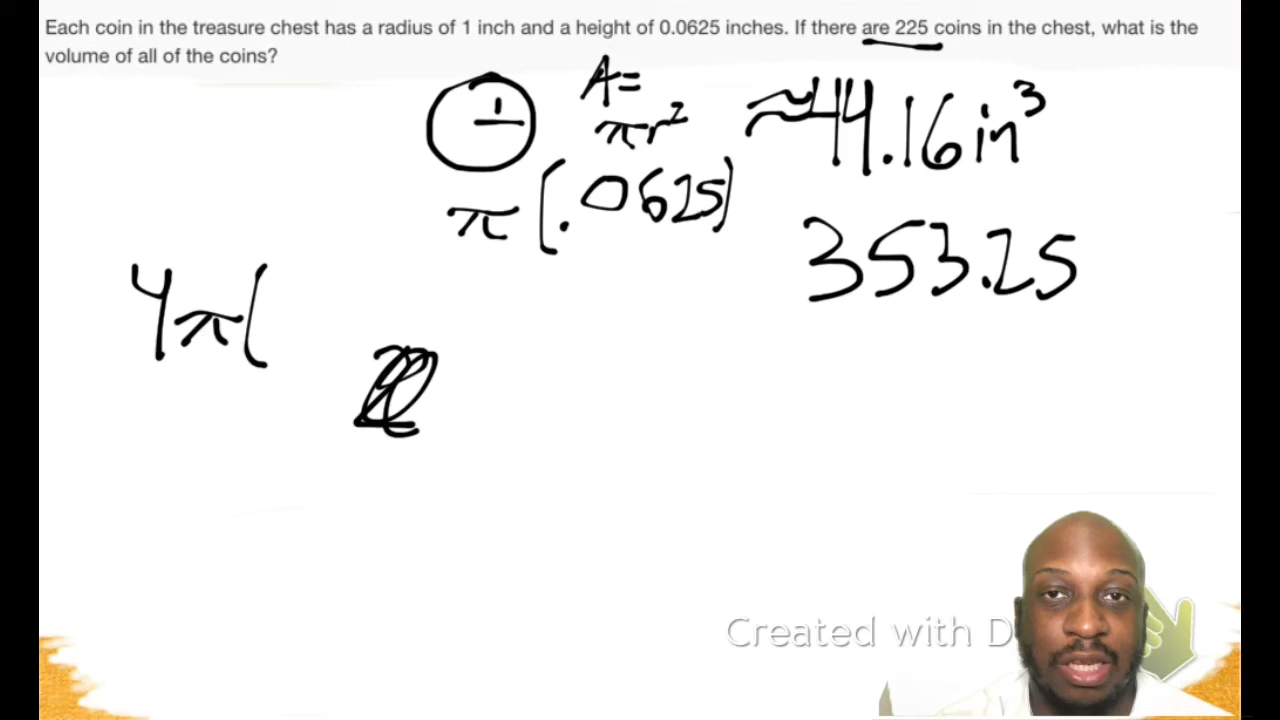 Each coin in the treasure chest has a radius of 1 inch and a height of 0.0625 inches. If there are 225 coins in the chest, what is the
volume of all of the coins?
1
A=
πr²
≈44.16in³
π(.0625)
353.25
4π(
Created with D